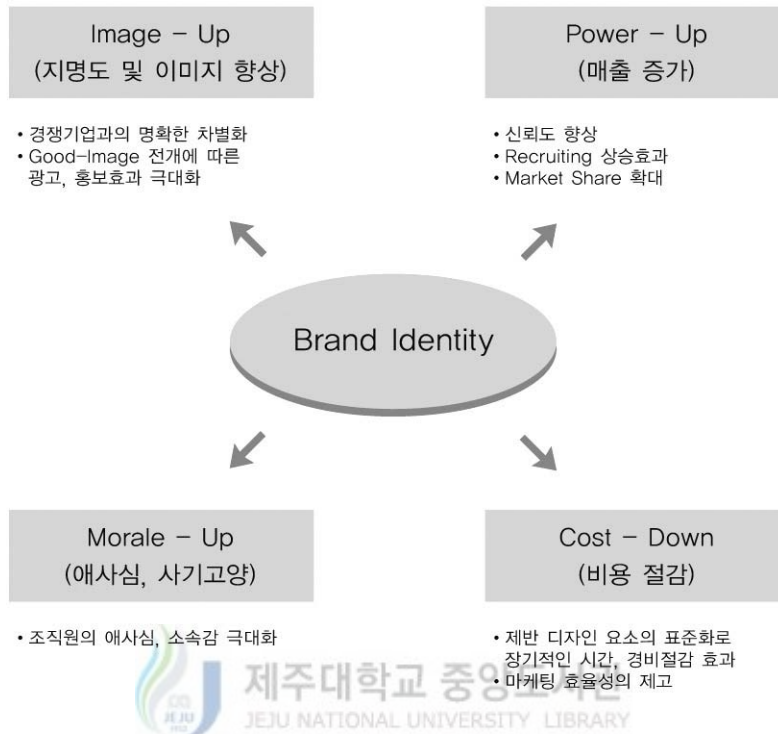 Image - Up
(지명도 및 이미지 향상)
• 경쟁기업과의 명확한 차별화
• Good-Image 전개에 따른
광고, 홍보효과 극대화
Power - Up
(매출 증가)
• 신뢰도 향상
• Recruiting 상승효과
• Market Share 확대
Brand Identity
Morale - Up
(애사심, 사기고양)
• 조직원의 애사심, 소속감 극대화
Cost - Down
(비용 절감)
• 제반 디자인 요소의 표준화로
장기적인 시간, 경비절감 효과
• 마케팅 효율성의 제고
제주대학교 중앙도서관
JEJU NATIONAL UNIVERSITY LIBRARY
JEJU